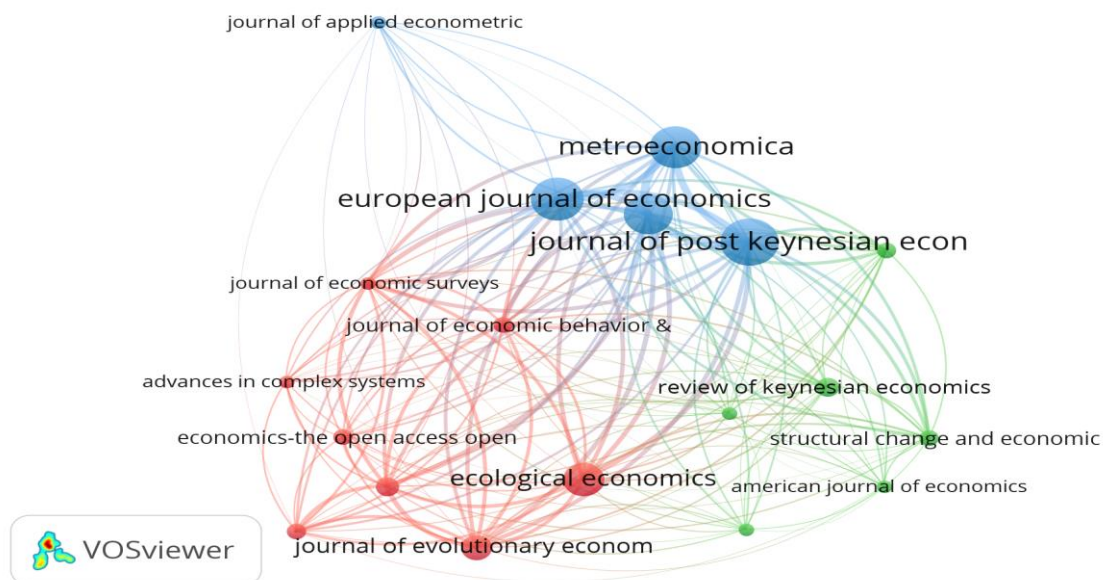 journal of applied econometric
metroeconomica
european journal of economics
journal of post keynesian econ
journal of economic surveys
journal of economic behavior &
advances in complex systems
review of keynesian economics
economics-the open access open
structural change and economic
ecological economics
american journal of economics
journal of evolutionary econom
VOSviewer